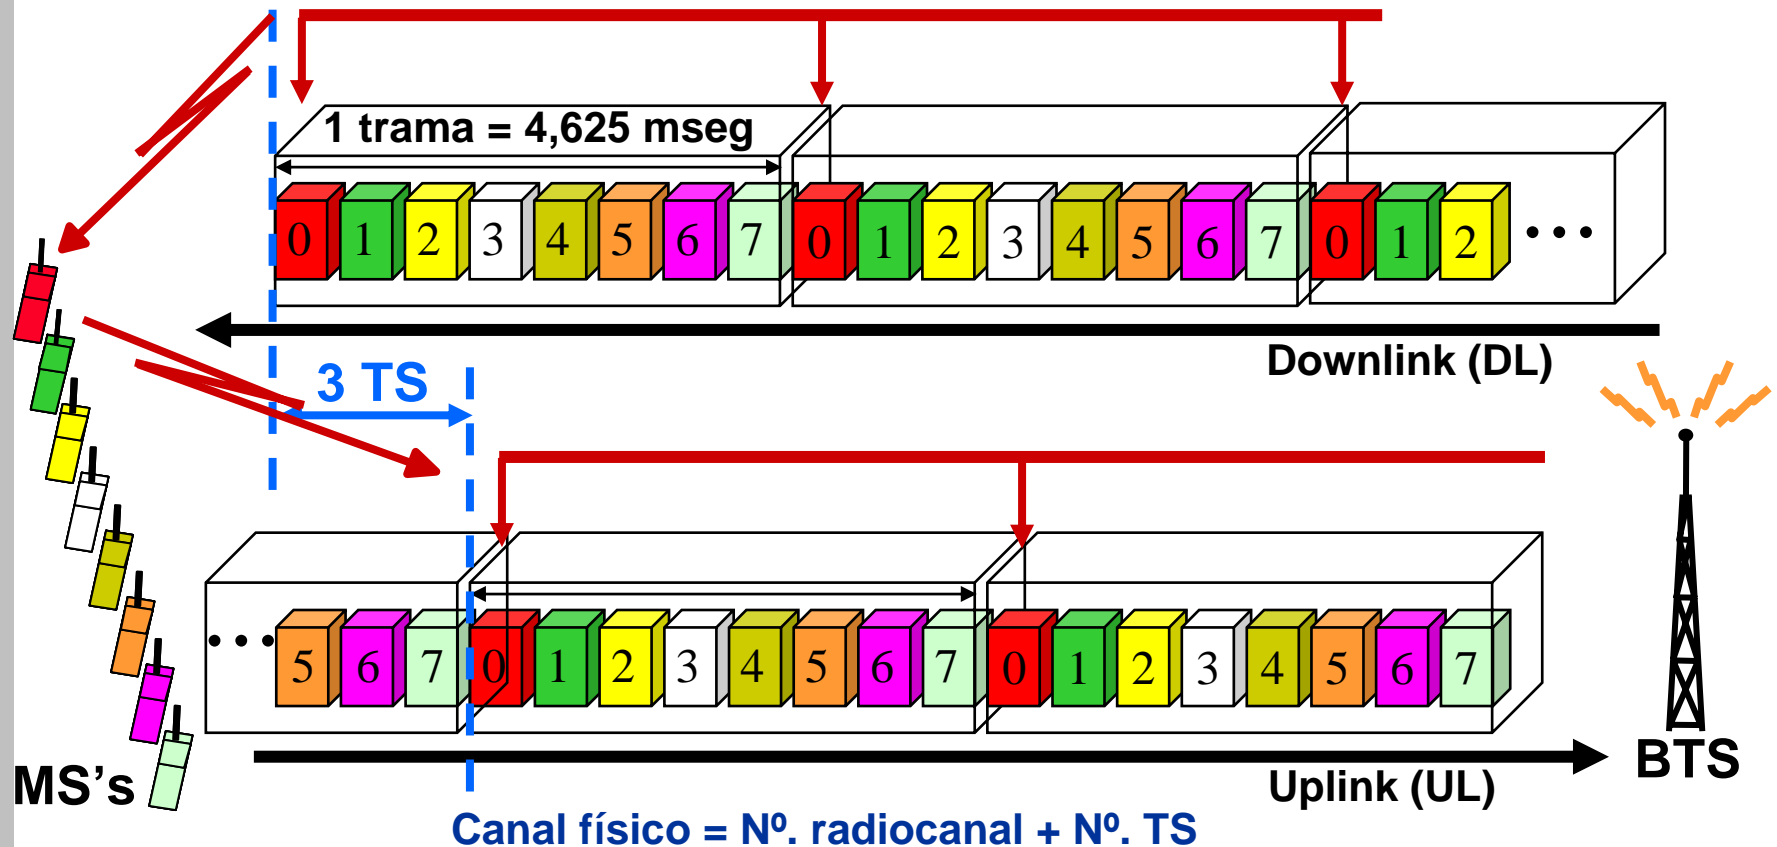 1 trama = 4,625 mseg
0 1 2 3 4 5 6 7 0 1 2 3 4 5 6 7 0 1 2 •••
Downlink (DL)
3 TS
••• 5 6 7 0 1 2 3 4 5 6 7 0 1 2 3 4 5 6 7
BTS
MS’s
Uplink (UL)
Canal físico = Nº. radiocanal + Nº. TS